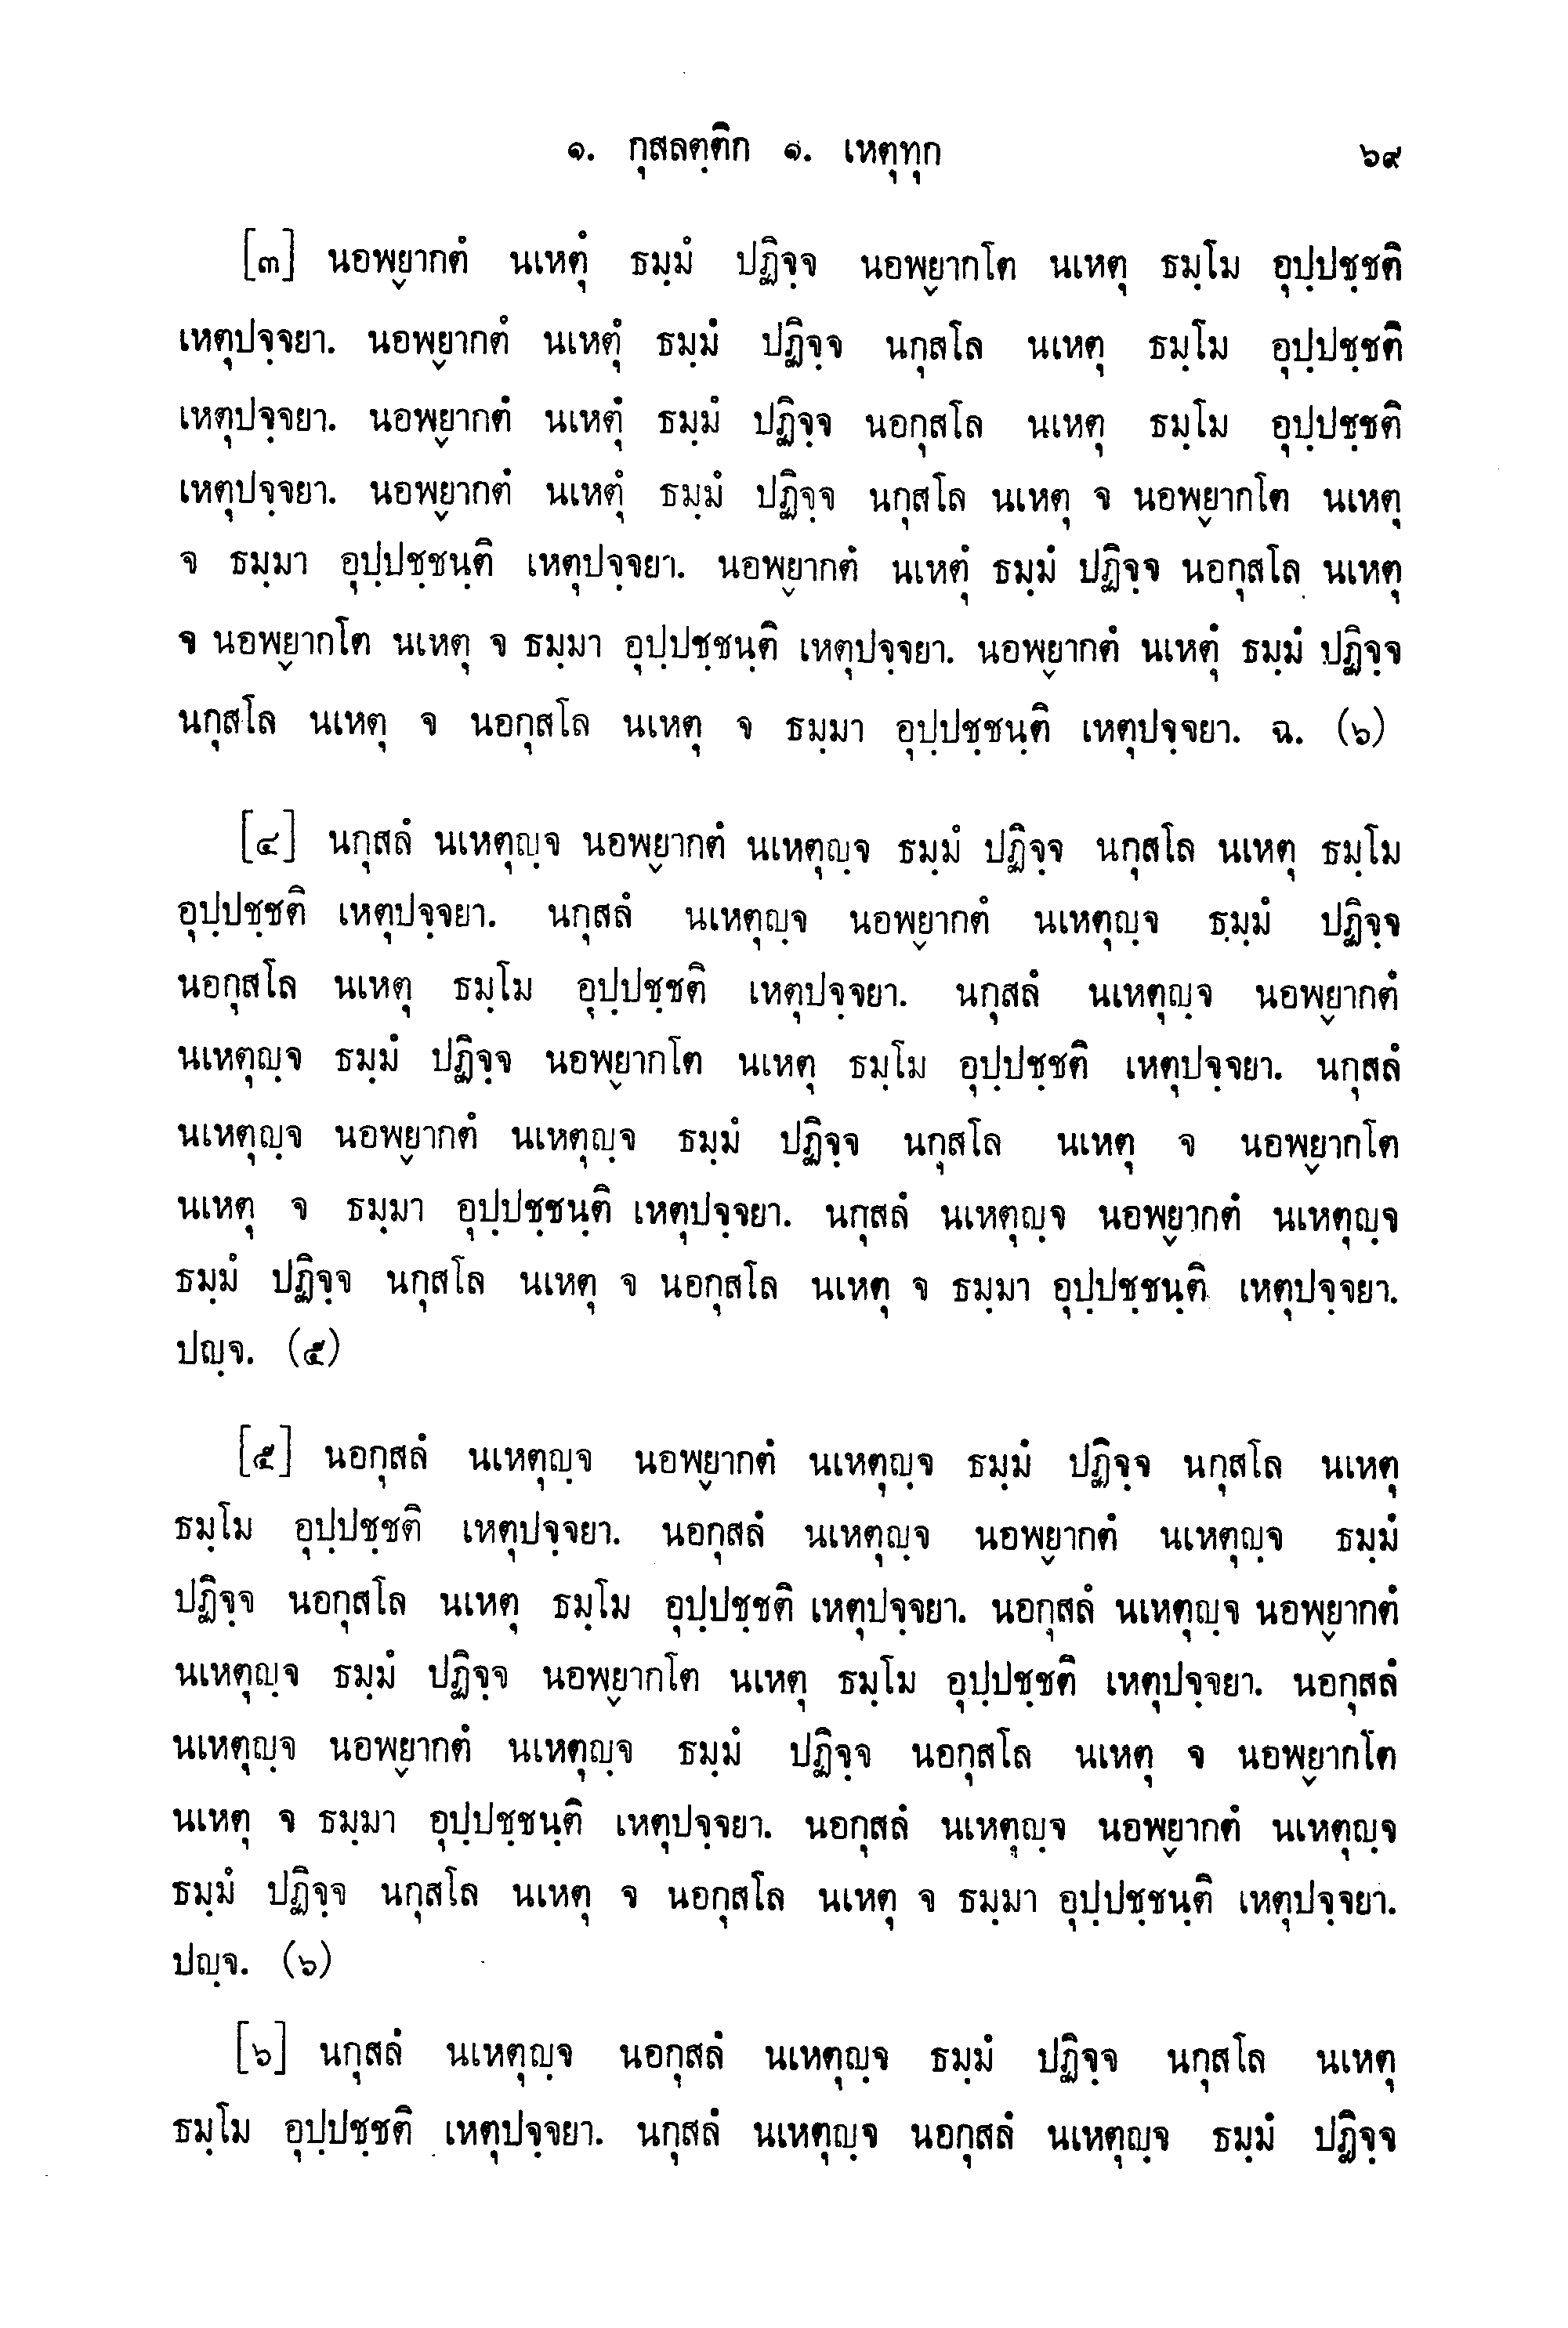 ๑. กุสลตฺติก ๑. เหตุทุก ๖๙
[๓] นอพฺยากตํ นเหตุํ ธมฺมํ ปฏิจฺจ นอพฺยากโต นเหตุ ธมฺโม อุปฺปชฺชติ
เหตุปจฺจยา. นอพฺยากตํ นเหตุํ ธมฺมํ ปฏิจฺจ นกุสโล นเหตุ ธมฺโม อุปฺปชฺชติ
เหตุปจฺจยา. นอพฺยากตํ นเหตุํ ธมฺมํ ปฏิจฺจ นอกุสโล นเหตุ ธมฺโม อุปฺปชฺชติ
เหตุปจฺจยา. นอพฺยากตํ นเหตุํ ธมฺมํ ปฏิจฺจ นกุสโล นเหตุ จ นอพฺยากโต นเหตุ
จ ธมฺมา อุปฺปชฺชนฺติ เหตุปจฺจยา. นอพฺยากตํ นเหตุํ ธมฺมํ ปฏิจฺจ นอกุสโล นเหตุ
จ นอพฺยากโต นเหตุ จ ธมฺมา อุปฺปชฺชนฺติ เหตุปจฺจยา. นอพฺยากตํ นเหตุํ ธมฺมํ ปฏิจฺจ
นกุสโล นเหตุ จ นอกุสโล นเหตุ จ ธมฺมา อุปฺปชฺชนฺติ เหตุปจฺจยา. ฉ. (๖)
[๔] นกุสลํ นเหตุญฺจ นอพฺยากตํ นเหตุญฺจ ธมฺมํ ปฏิจฺจ นกุสโล นเหตุ ธมฺโม
อุปฺปชฺชติ เหตุปจฺจยา. นกุสลํ นเหตุญฺจ นอพฺยากตํ นเหตุญฺจ ธมฺมํ ปฏิจฺจ
นอกุสโล นเหตุ ธมฺโม อุปฺปชฺชติ เหตุปจฺจยา. นกุสลํ นเหตุญฺจ นอพฺยากตํ
นเหตุญฺจ ธมฺมํ ปฏิจฺจ นอพฺยากโต นเหตุ ธมฺโม อุปฺปชฺชติ เหตุปจฺจยา. นกุสลํ
นเหตุญฺจ นอพฺยากตํ นเหตุญฺจ ธมฺมํ ปฏิจฺจ นกุสโล นเหตุ จ นอพฺยากโต
นเหตุ จ ธมฺมา อุปฺปชฺชนฺติ เหตุปจฺจยา. นกุสลํ นเหตุญฺจ นอพฺยากตํ นเหตุญฺจ
ธมฺมํ ปฏิจฺจ นกุสโล นเหตุ จ นอกุสโล นเหตุ จ ธมฺมา อุปฺปชฺชนฺติ เหตุปจฺจยา.
ปญฺจ. (๕)
[๕] นอกุสลํ นเหตุญฺจ นอพฺยากตํ นเหตุญฺจ ธมฺมํ ปฏิจฺจ นกุสโล นเหตุ
ธมฺโม อุปฺปชฺชติ เหตุปจฺจยา. นอกุสลํ นเหตุญฺจ นอพฺยากตํ นเหตุญฺจ ธมฺมํ
ปฏิจฺจ นอกุสโล นเหตุ ธมฺโม อุปฺปชฺชติ เหตุปจฺจยา. นอกุสลํ นเหตุญฺจ นอพฺยากตํ
นเหตุญฺจ ธมฺมํ ปฏิจฺจ นอพฺยากโต นเหตุ ธมฺโม อุปฺปชฺชติ เหตุปจฺจยา. นอกุสลํ
นเหตุญฺจ นอพฺยากตํ นเหตุญฺจ ธมฺมํ ปฏิจฺจ นอกุสโล นเหตุ จ นอพฺยากโต
นเหตุ จ ธมฺมา อุปฺปชฺชนฺติ เหตุปจฺจยา. นอกุสลํ นเหตุญฺจ นอพฺยากตํ นเหตุญฺจ
ธมฺมํ ปฏิจฺจ นกุสโล นเหตุ จ นอกุสโล นเหตุ จ ธมฺมา อุปฺปชฺชนฺติ เหตุปจฺจยา.
ปญฺจ. (๖)
[๖] นกุสลํ นเหตุญฺจ นอกุสลํ นเหตุญฺจ ธมฺมํ ปฏิจฺจ นกุสโล นเหตุ
ธมฺโม อุปฺปชฺชติ เหตุปจฺจยา. นกุสลํ นเหตุญฺจ นอกุสลํ นเหตุญฺจ ธมฺมํ ปฏิจฺจ